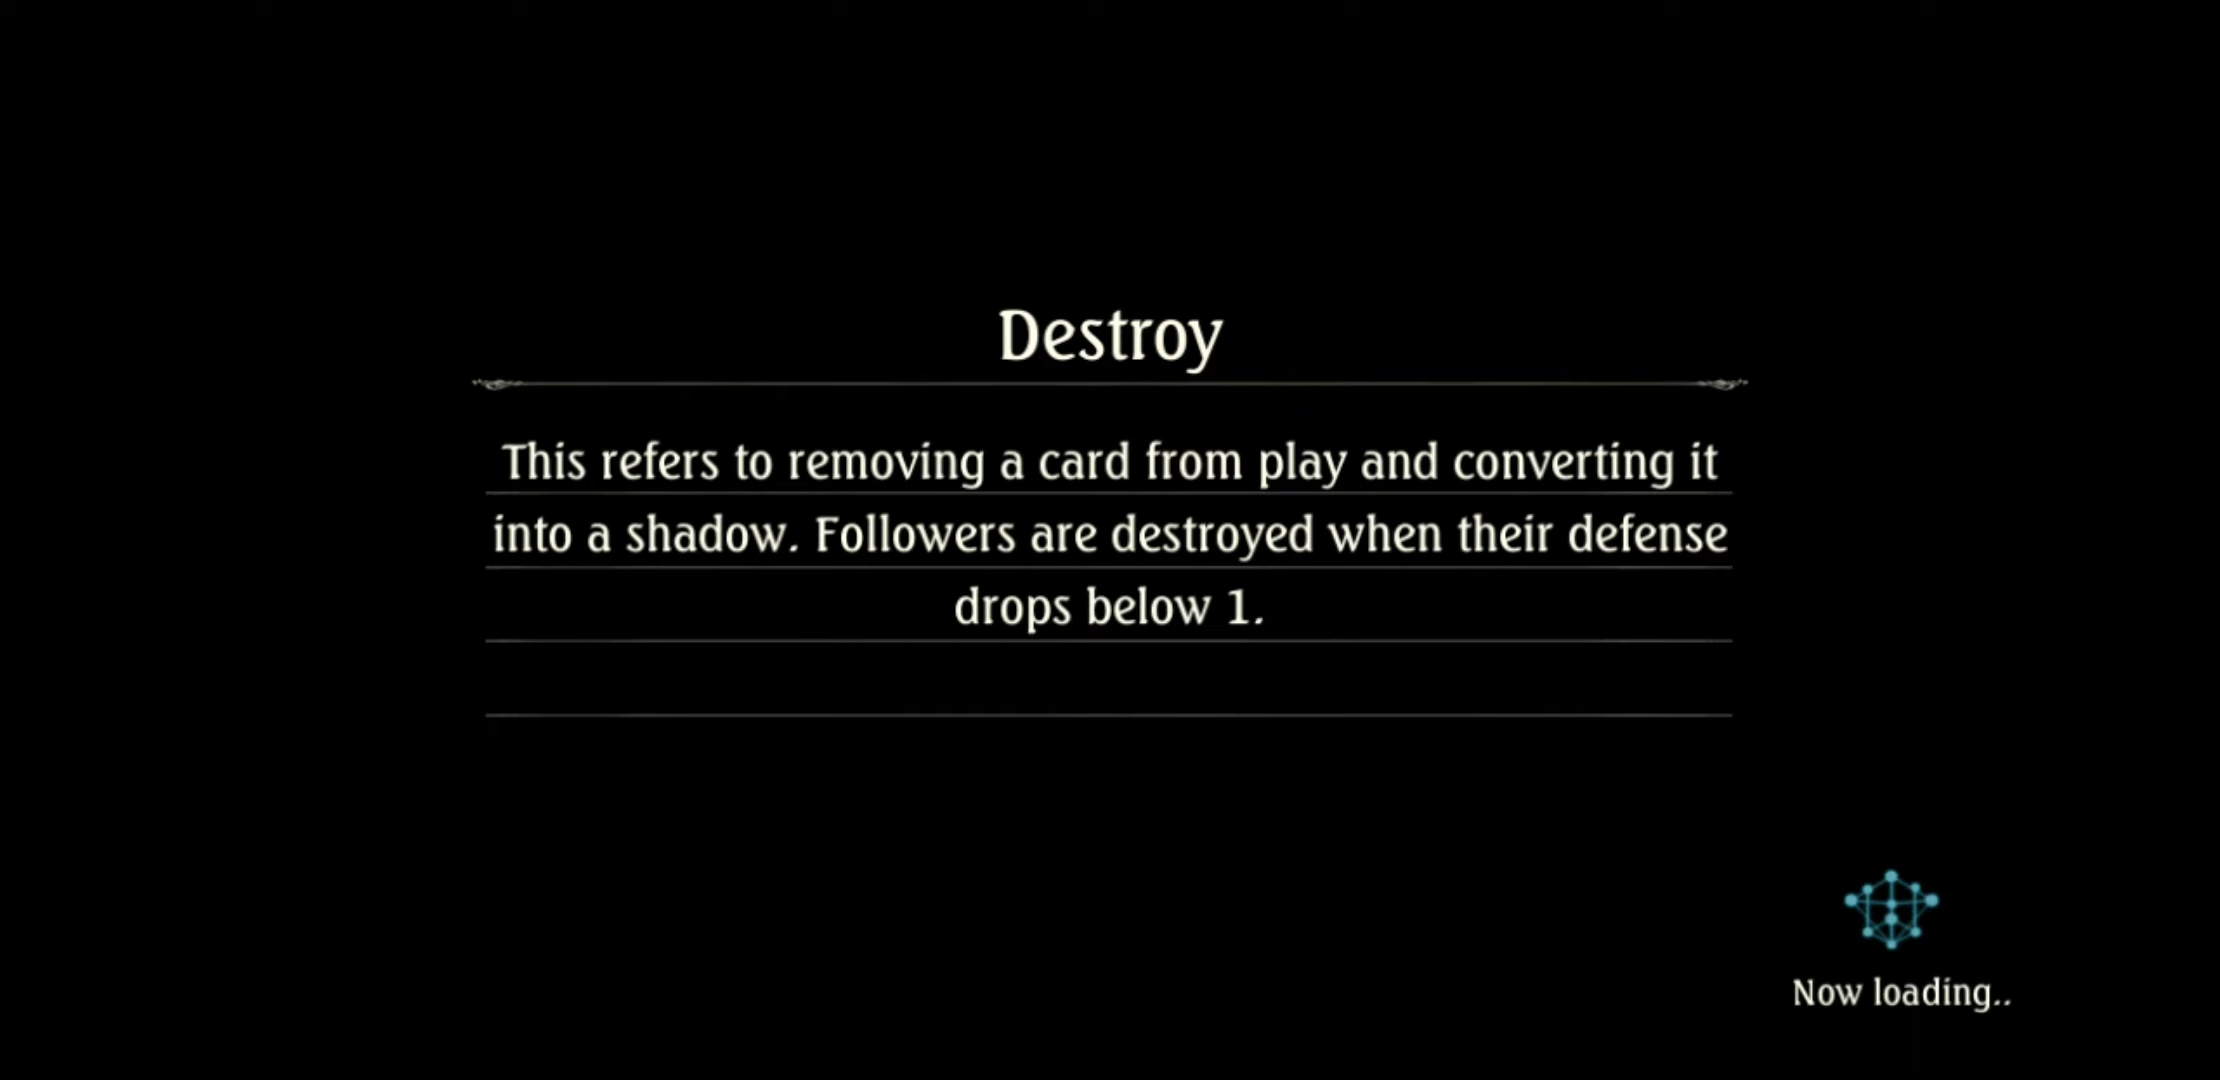 Destroy
This refers to removing a card from play and converting it
into a shadow. Followers are destroyed when their defense
drops below 1.
Now loading..